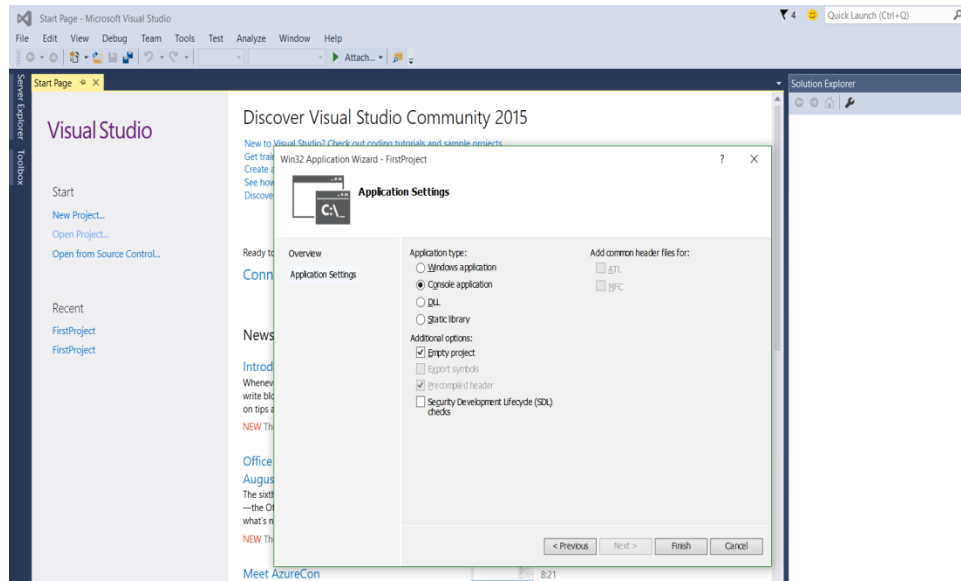 Start Page - Microsoft Visual Studio
4
Quick Launch (Ctrl+Q)
File Edit View Debug Team Tools Test Analyze Window Help
Attach...
Server Explorer
Toolbox
Start Page
Solution Explorer
Visual Studio
Start
New Project...
Open Project...
Open from Source Control...
Recent
FirstProject
FirstProject
Discover Visual Studio Community 2015
New to Visual Studio? Check out coding tutorials and sample projects
Get trai
Create a
See how
Discove
Ready to
Conn
News
Introd
Whenev
write blo
on tips a
NEW Th
Office
Augus
The sixth
—the Of
what's n
NEW Th
Meet AzureCon
8:21
Win32 Application Wizard - FirstProject
? X
C:\_
Application Settings
Overview
Application Settings
Application type:
Windows application
Console application
DLL
Static library
Additional options:
Empty project
Export symbols
Precompiled header
Security Development Lifecycle (SDL)
checks
Add common header files for:
ATL
MFC
< Previous
Next >
Finish
Cancel